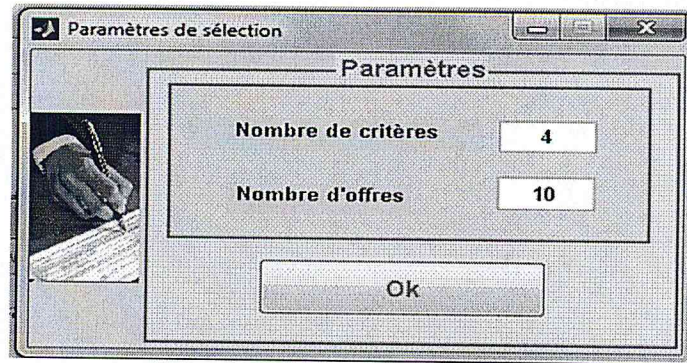 Paramètres de sélection
Paramètres
Nombre de critères 4
Nombre d'offres 10
Ok